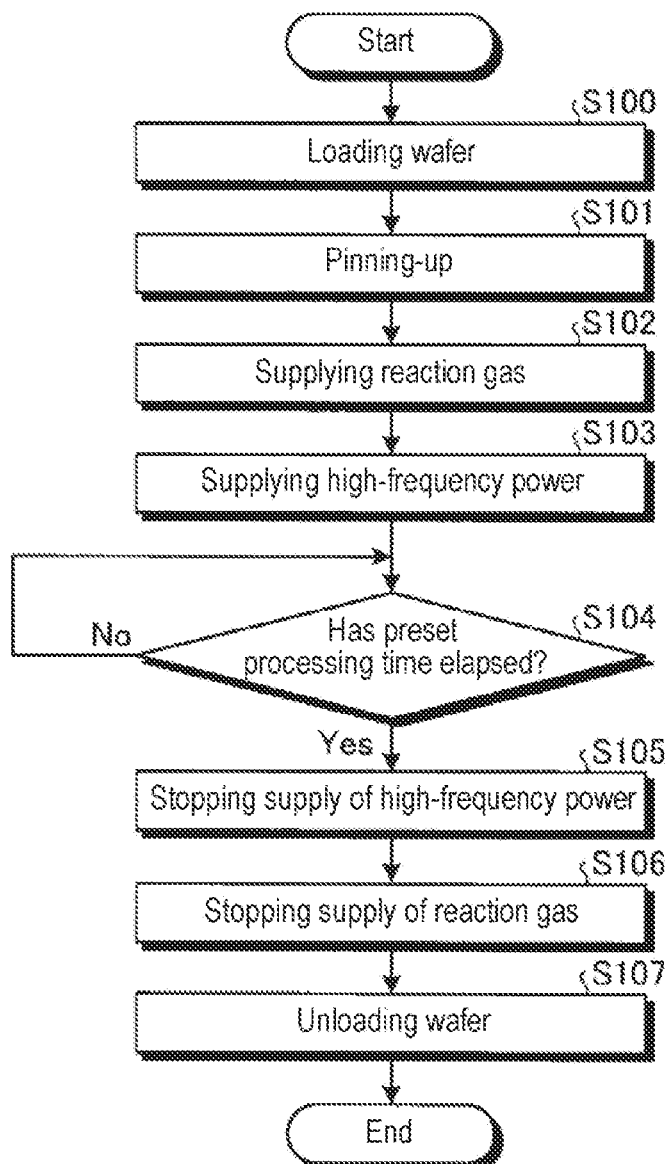 Start
S100
Loading wafer
S101
Pinning-up
S102
Supplying reaction gas
S103
Supplying high-frequency power
S104
Has preset
processing time elapsed?
No
Yes
S105
Stopping supply of high-frequency power
S106
Stopping supply of reaction gas
S107
Unloading wafer
End